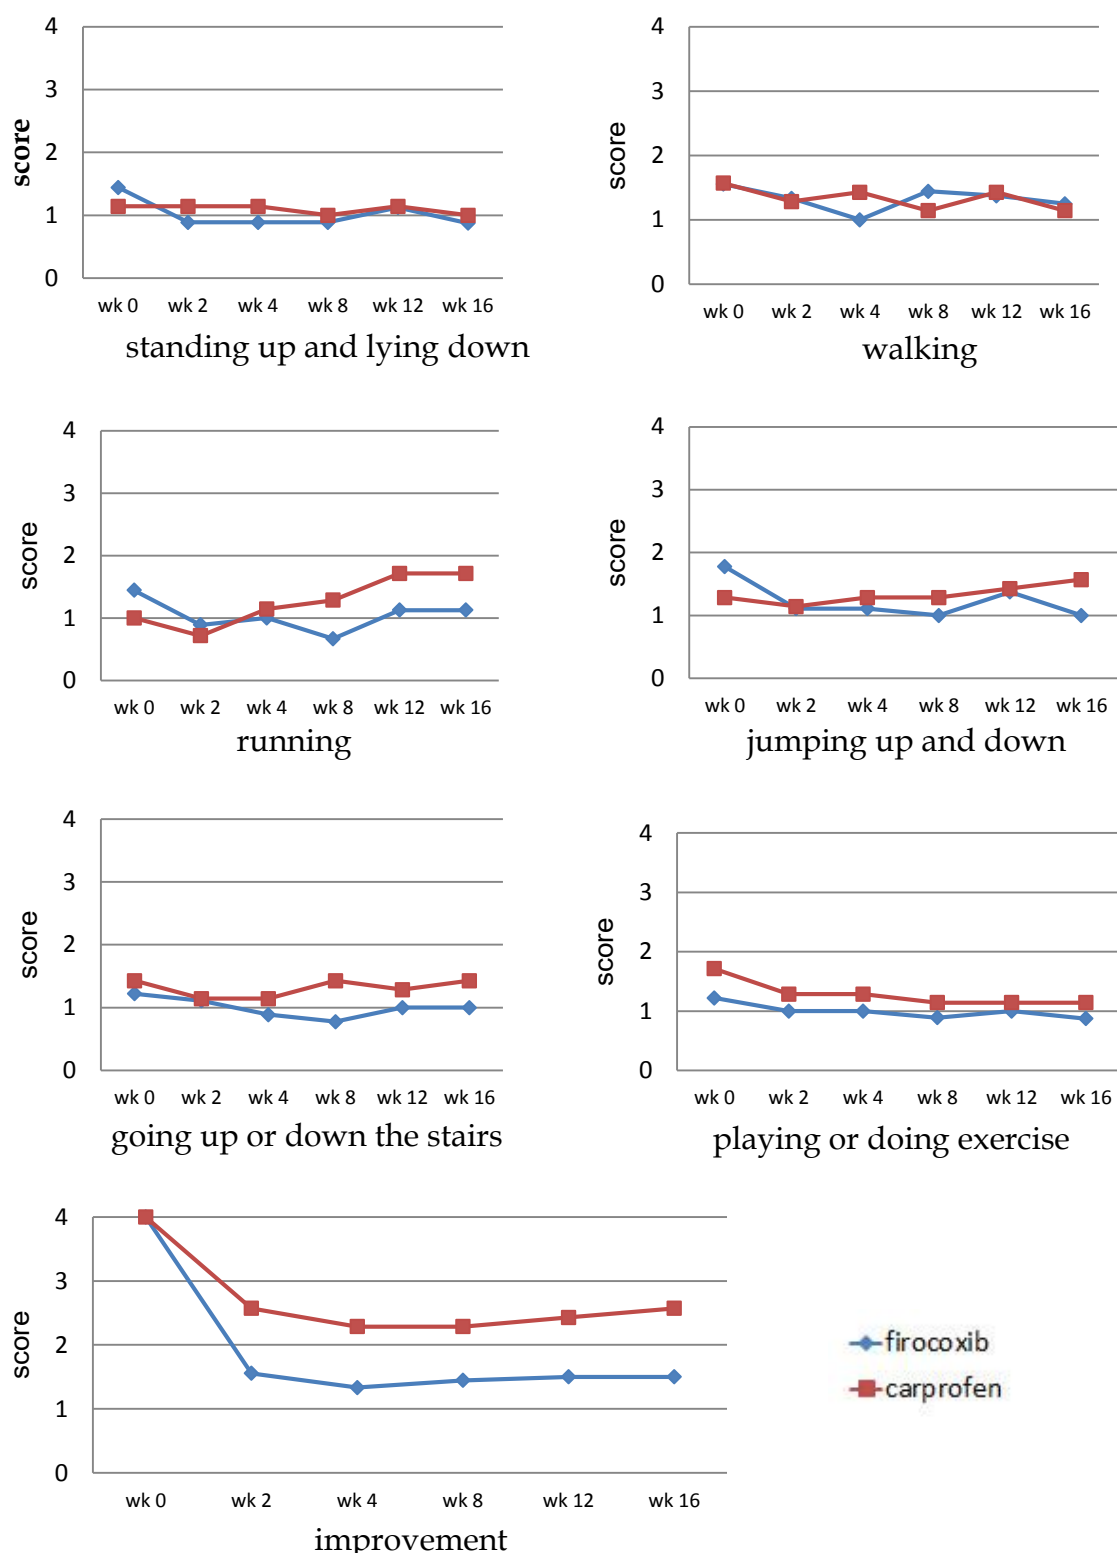 4
3
2
1
0
score
wk 0 wk 2 wk 4 wk 8 wk 12 wk 16
standing up and lying down
4
3
2
1
0
score
wk 0 wk 2 wk 4 wk 8 wk 12 wk 16
walking
4
3
2
1
0
score
wk 0 wk 2 wk 4 wk 8 wk 12 wk 16
running
4
3
2
1
0
score
wk 0 wk 2 wk 4 wk 8 wk 12 wk 16
jumping up and down
4
3
2
1
0
score
wk 0 wk 2 wk 4 wk 8 wk 12 wk 16
going up or down the stairs
4
3
2
1
0
score
wk 0 wk 2 wk 4 wk 8 wk 12 wk 16
playing or doing exercise
4
3
2
1
0
score
wk 0 wk 2 wk 4 wk 8 wk 12 wk 16
improvement
firocoxib
carprofen